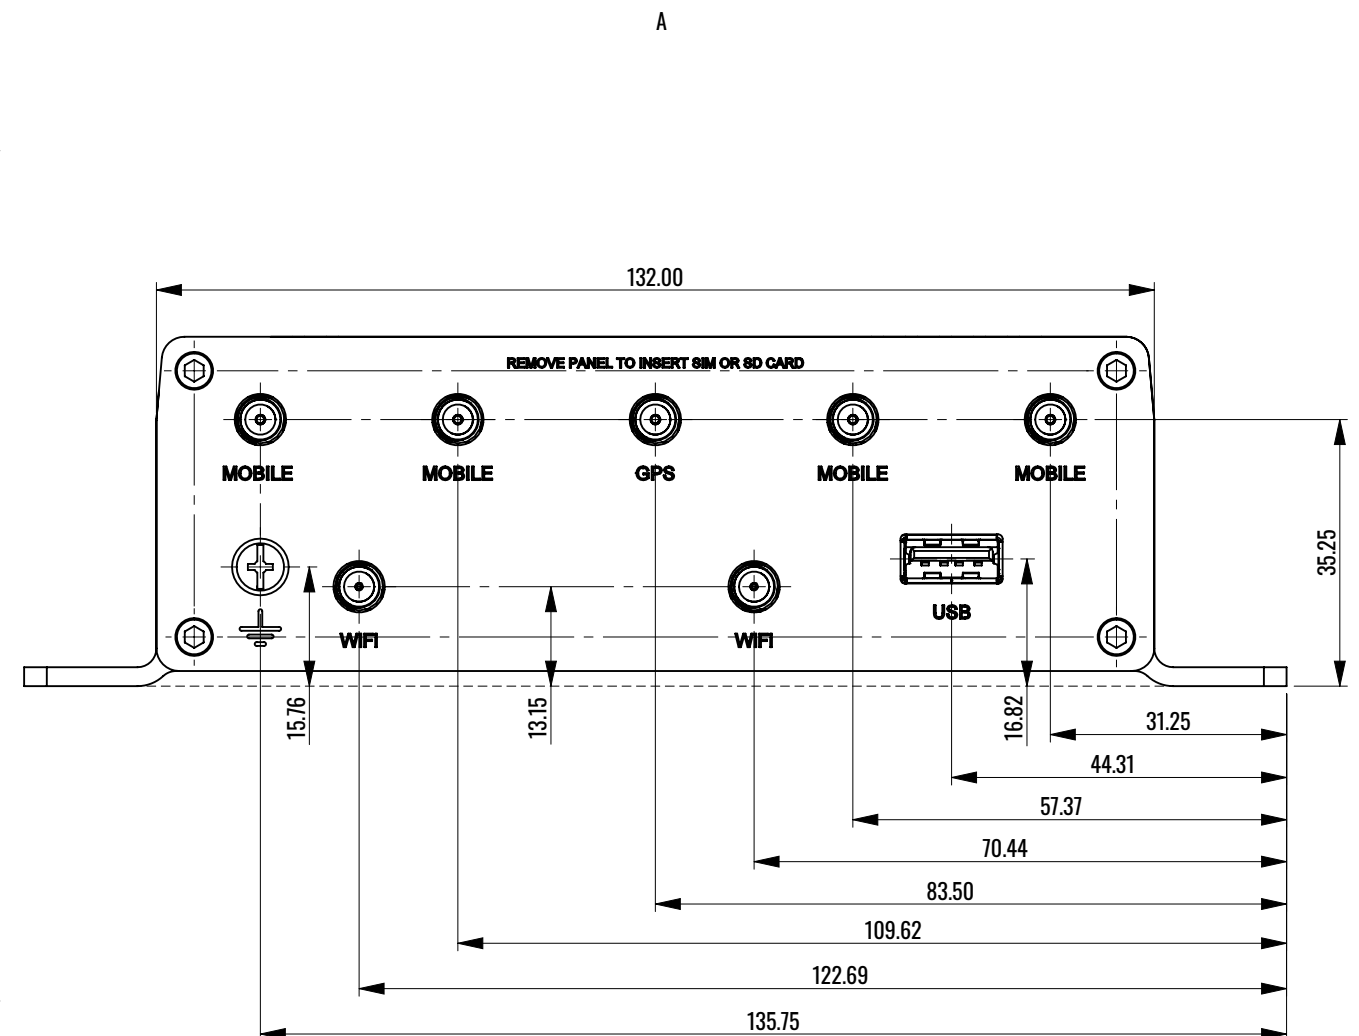 A
132.00
REMOVE PANEL TO INSERT SIM OR SD CARD
MOBILE MOBILE GPS MOBILE MOBILE
35.25
USB
WIFI WIFI
15.76 13.15 16.82
31.25
44.31
57.37
70.44
83.50
109.62
122.69
135.75